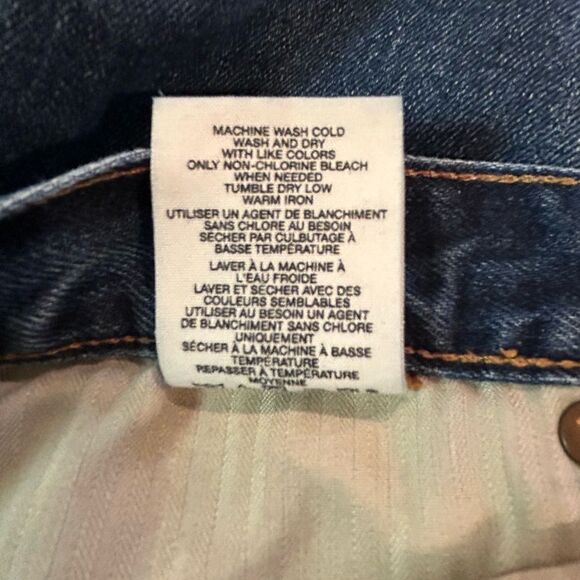 MACHINE WASH COLD
WASH AND DRY
WITH LIKE COLORS
ONLY NON-CHLORINE BLEACH
WHEN NEEDED
TUMBLE DRY LOW
WARM IRON
UTILISER UN AGENT DE BLANCHIMENT
SANS CHLORE AU BESOIN
SÉCHER PAR CULBUTAGE À
BASSE TEMPÉRATURE
LAVER À LA MACHINE À
L'EAU FROIDE
LAVER ET SÉCHER AVEC DES
COULEURS SEMBLABLES
UTILISER AU BESOIN UN AGENT
DE BLANCHIMENT SANS CHLORE
UNIQUEMENT
SÉCHER À LA MACHINE À BASSE
TEMPÉRATURE
REPASSER À TEMPÉRATURE
MOYENNE